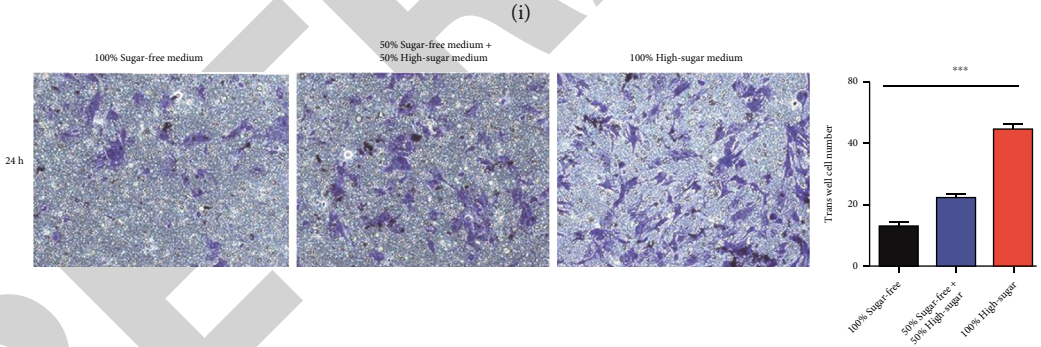 (i)
100% Sugar-free medium
50% Sugar-free medium +
50% High-sugar medium
100% High-sugar medium
24 h
***
Trans well cell number
80
40
20
0
100% Sugar-free
50% Sugar-free +
50% High-sugar
100% High-sugar